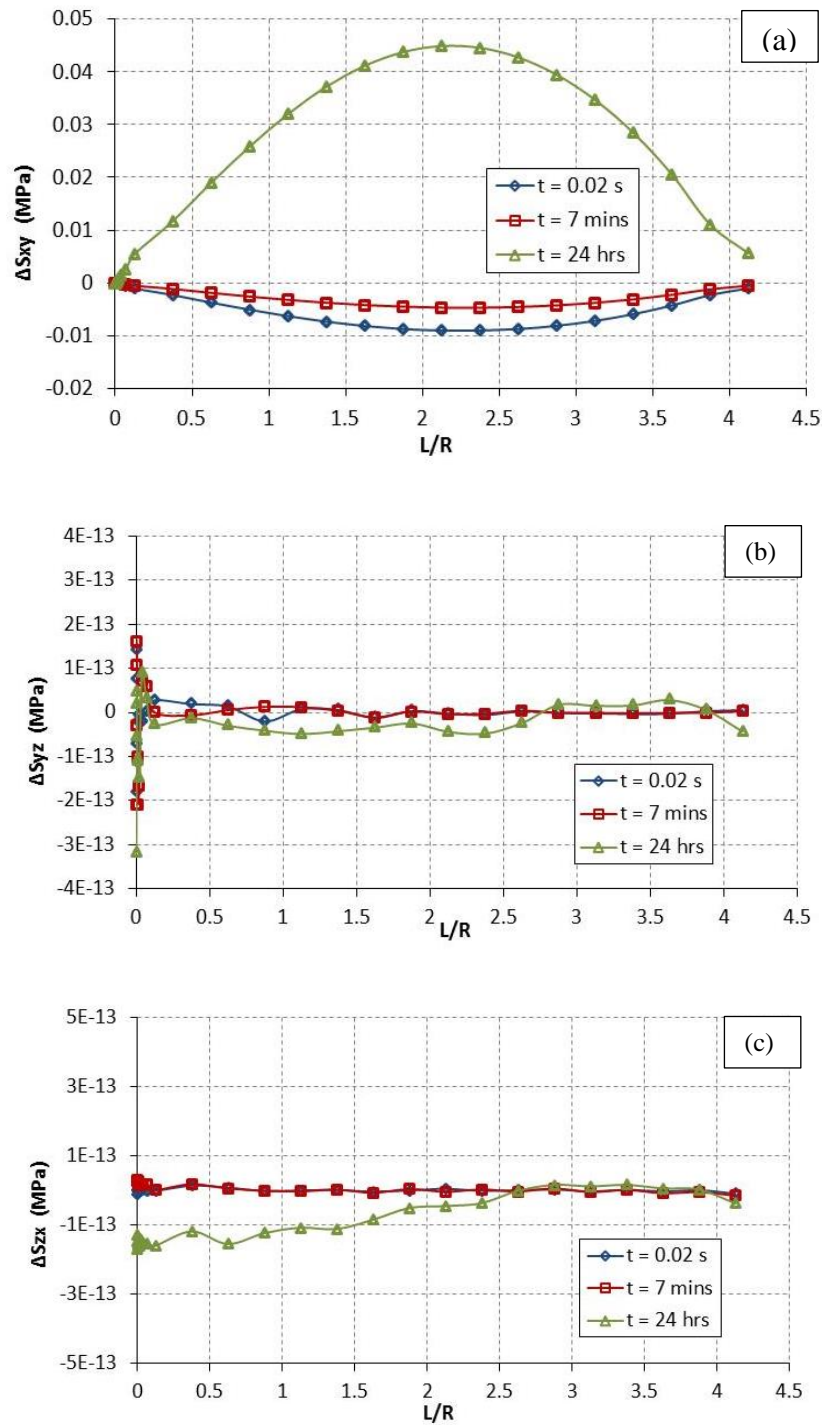 (a)
0.05
0.04
0.03
0.02
0.01
0
-0.01
-0.02
ΔSxy (MPa)
t = 0.02 s
t = 7 mins
t = 24 hrs
0 0.5 1 1.5 2 2.5 3 3.5 4 4.5
L/R
(b)
4E-13
3E-13
2E-13
1E-13
0
-1E-13
-2E-13
-3E-13
-4E-13
ΔSyz (MPa)
t = 0.02 s
t = 7 mins
t = 24 hrs
0 0.5 1 1.5 2 2.5 3 3.5 4 4.5
L/R
(c)
5E-13
3E-13
1E-13
-1E-13
-3E-13
-5E-13
ΔSzx (MPa)
t = 0.02 s
t = 7 mins
t = 24 hrs
0 0.5 1 1.5 2 2.5 3 3.5 4 4.5
L/R